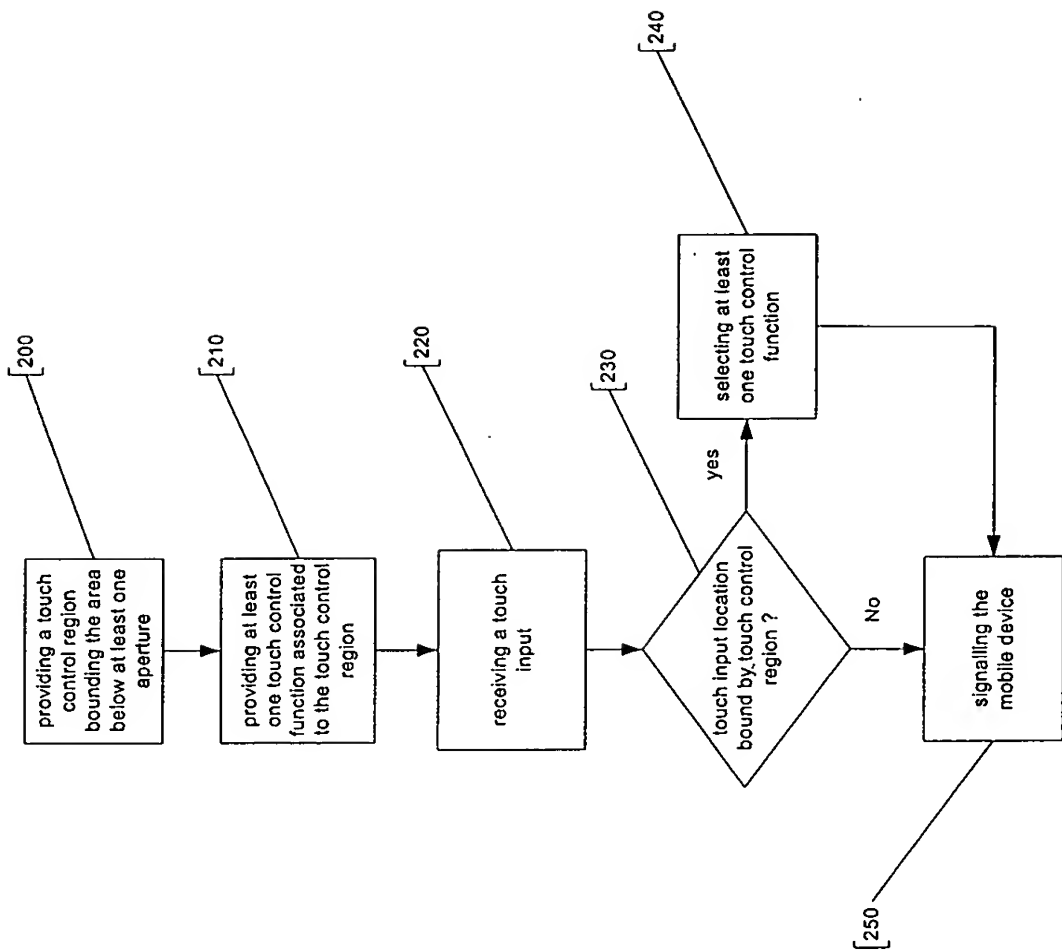 [200
providing a touch
control region
bounding the area
below at least one
aperture
[210
providing at least
one touch control
function associated
to the touch control
region
[220
receiving a touch
input
[230
touch input location
bound by touch control
region ?
yes
[240
selecting at least
one touch control
function
No
signalling the
mobile device
[250